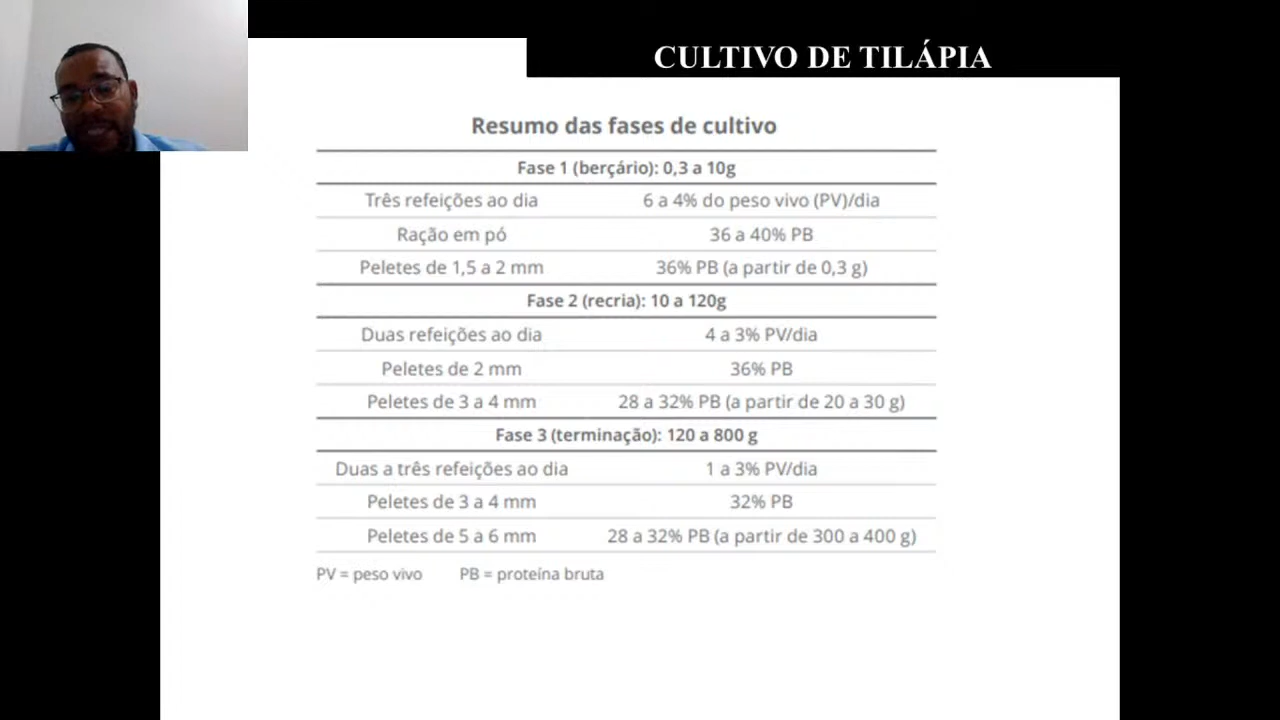 CULTIVO DE TILÁPIA
Resumo das fases de cultivo
Fase 1 (berçário): 0,3 a 10g
Três refeições ao dia 6 a 4% do peso vivo (PV)/dia
Ração em pó 36 a 40% PB
Peletes de 1,5 a 2 mm 36% PB (a partir de 0,3 g)
Fase 2 (recria): 10 a 120g
Duas refeições ao dia 4 a 3% PV/dia
Peletes de 2 mm 36% PB
Peletes de 3 a 4 mm 28 a 32% PB (a partir de 20 a 30 g)
Fase 3 (terminação): 120 a 800 g
Duas a três refeições ao dia 1 a 3% PV/dia
Peletes de 3 a 4 mm 32% PB
Peletes de 5 a 6 mm 28 a 32% PB (a partir de 300 a 400 g)
PV = peso vivo PB = proteína bruta